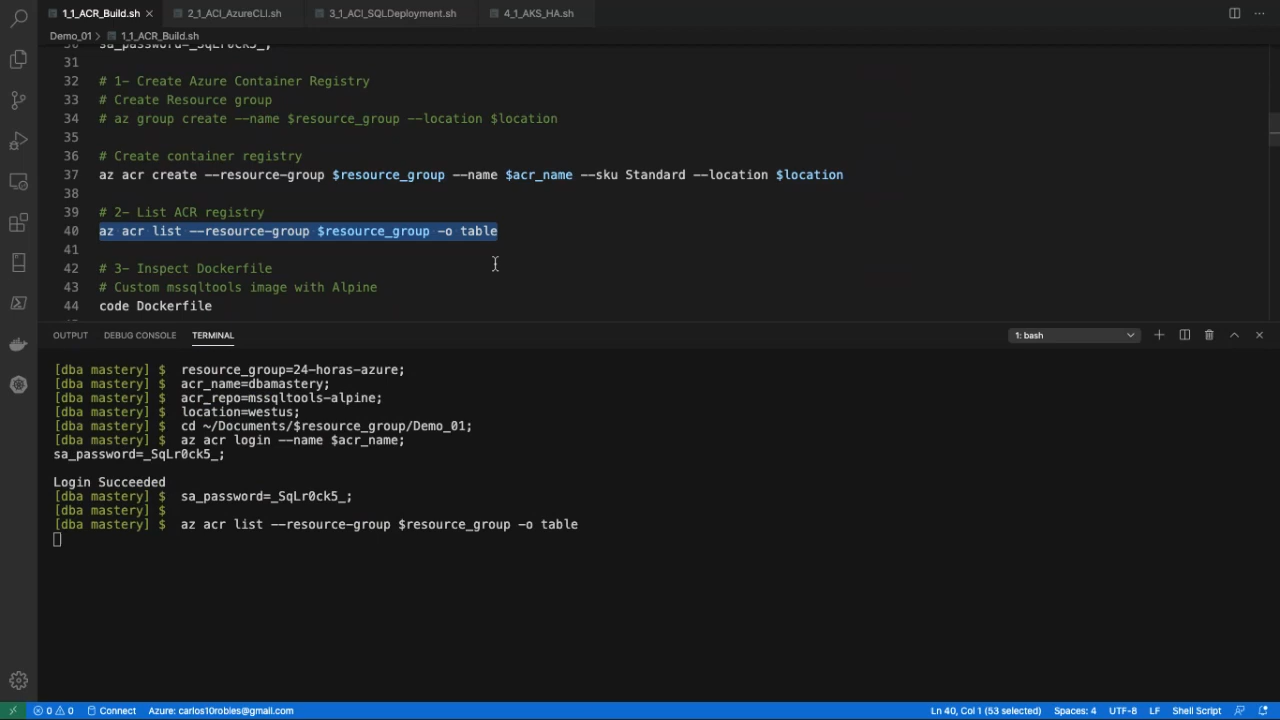 1_1_ACR_Build.sh
2_1_ACI_AzureCLI.sh
3_1_ACI_SQLDeployment.sh
4_1_AKS_HA.sh
Demo_01 > 1_1_ACR_Build.sh
30 sa_password=_SqLr0ck5_;
31
32 # 1- Create Azure Container Registry
33 # Create Resource group
34 # az group create --name $resource_group --location $location
35
36 # Create container registry
37 az acr create --resource-group $resource_group --name $acr_name --sku Standard --location $location
38
39 # 2- List ACR registry
40 az acr list --resource-group $resource_group -o table
41
42 # 3- Inspect Dockerfile
43 # Custom mssqltools image with Alpine
44 code Dockerfile
OUTPUT DEBUG CONSOLE TERMINAL
1: bash
[dba mastery] $ resource_group=24-horas-azure;
[dba mastery] $ acr_name=dbamastery;
[dba mastery] $ acr_repo=mssqltools-alpine;
[dba mastery] $ location=westus;
[dba mastery] $ cd ~/Documents/$resource_group/Demo_01;
[dba mastery] $ az acr login --name $acr_name;
sa_password=_SqLr0ck5_;
Login Succeeded
[dba mastery] $ sa_password=_SqLr0ck5_;
[dba mastery] $
[dba mastery] $ az acr list --resource-group $resource_group -o table
0 0 Connect Azure: carlos10robles@gmail.com Ln 40, Col 1 (53 selected) Spaces: 4 UTF-8 LF Shell Script